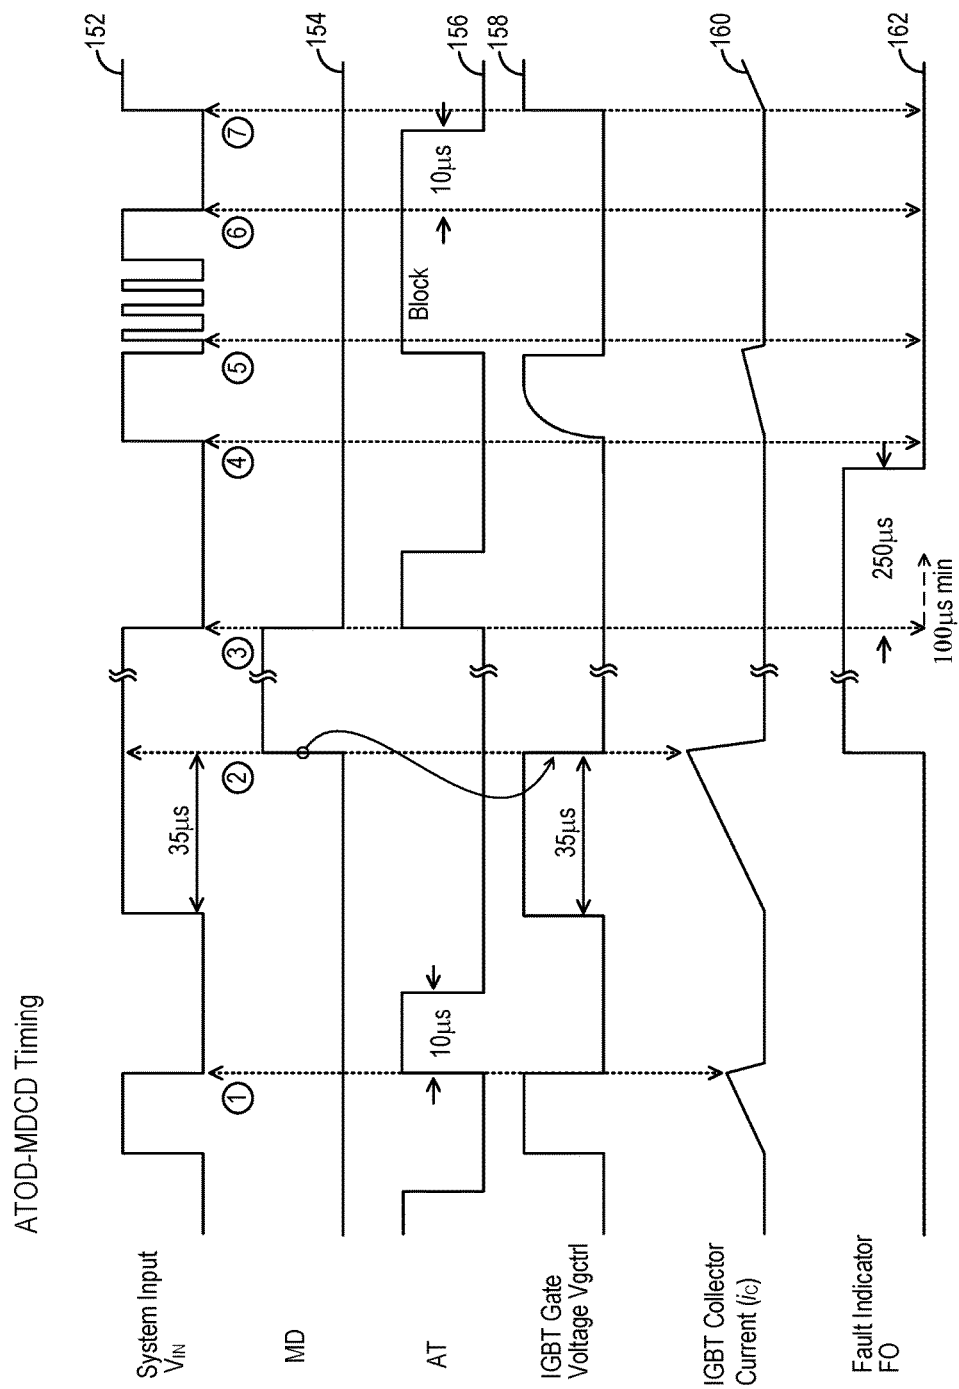 ATOD-MDCD Timing
System Input
VIN
152
35μs
1
2
3
4
5
6
7
MD
154
AT
156
10μs
Block
10μs
IGBT Gate
Voltage Vgctrl
158
35μs
IGBT Collector
Current (iC)
160
Fault Indicator
FO
162
250μs
100μs min